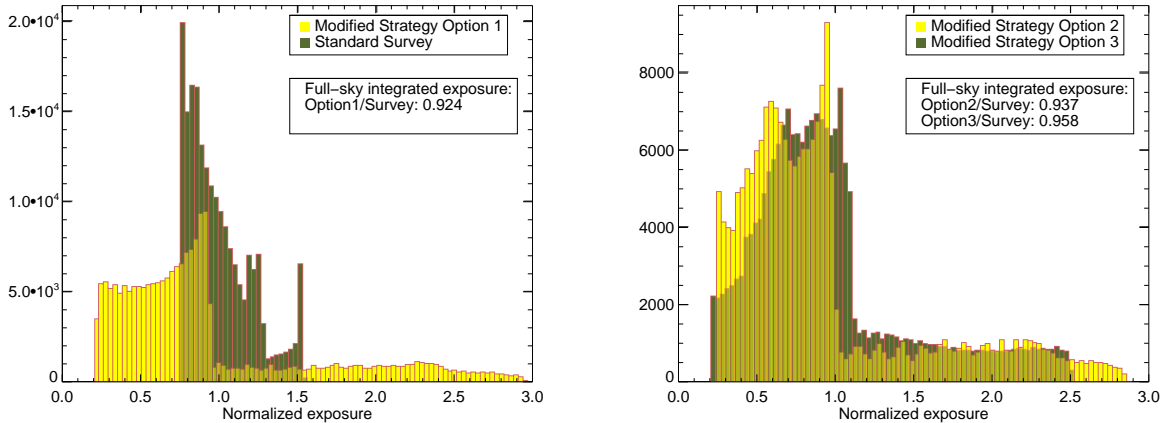 Modified Strategy Option 1
Standard Survey
Full−sky integrated exposure:
Option1/Survey: 0.924
2.0•10⁴
1.5•10⁴
1.0•10⁴
5.0•10³
0
0.0 0.5 1.0 1.5 2.0 2.5 3.0
Normalized exposure
Modified Strategy Option 2
Modified Strategy Option 3
Full−sky integrated exposure:
Option2/Survey: 0.937
Option3/Survey: 0.958
8000
6000
4000
2000
0
0.0 0.5 1.0 1.5 2.0 2.5 3.0
Normalized exposure